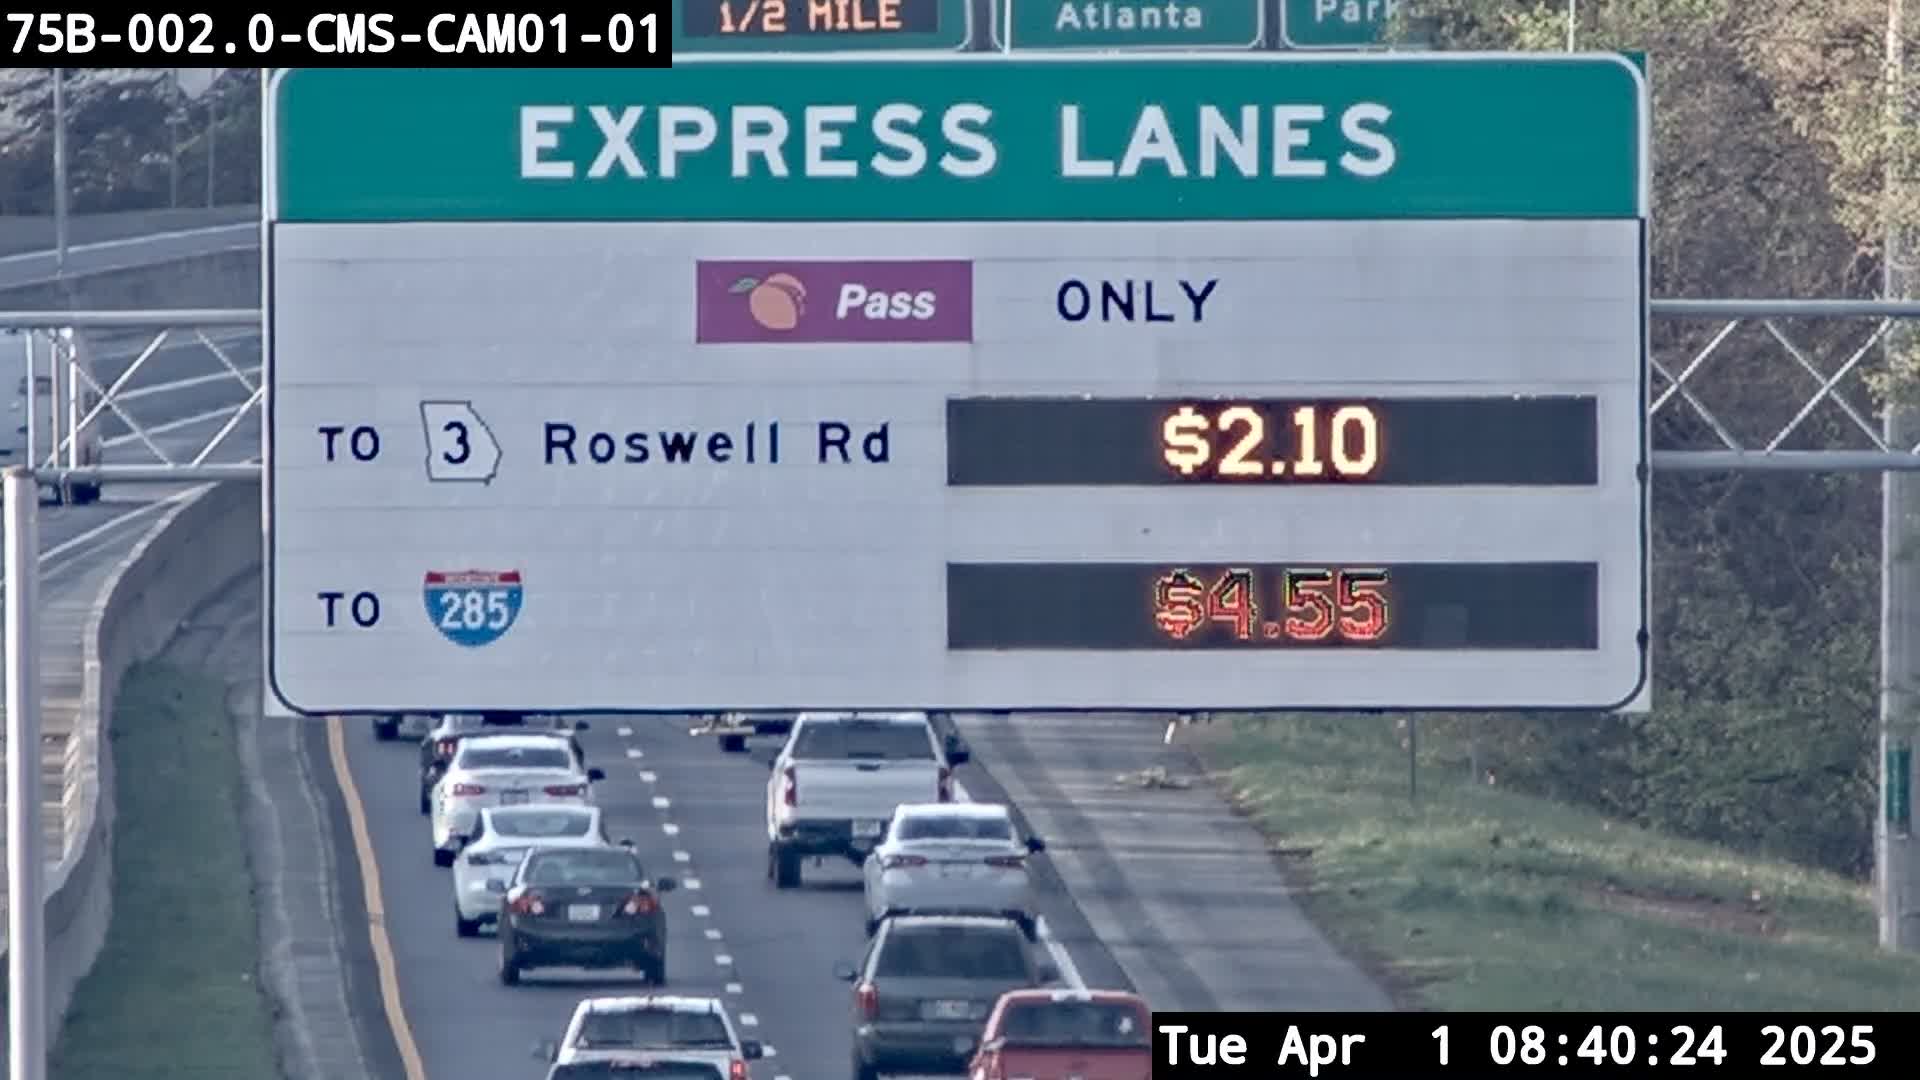 75B-002.0-CMS-CAM01-01
1/2 MILE
Atlanta
EXPRESS LANES
Pass ONLY
TO 3 Roswell Rd $2.10
TO 285 $4.55
Tue Apr 1 08:40:24 2025